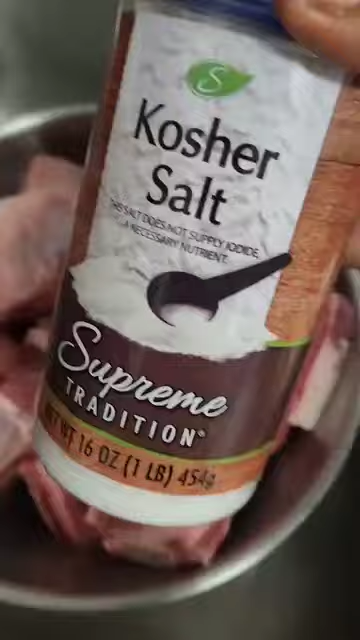 S
Kosher
Salt
THIS SALT DOES NOT SUPPLY IODIDE,
A NECESSARY NUTRIENT.
Supreme
TRADITION®
NET WT 16 OZ (1 LB) 454g